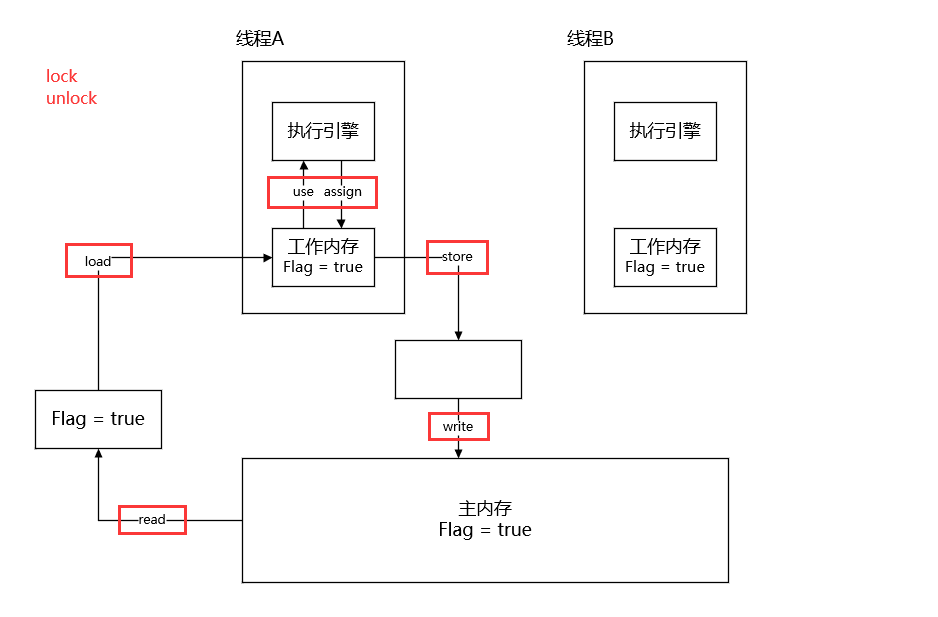 线程A
线程B
lock
unlock
执行引擎
执行引擎
use assign
工作内存
Flag = true
工作内存
Flag = true
load
store
Flag = true
write
主内存
Flag = true
read